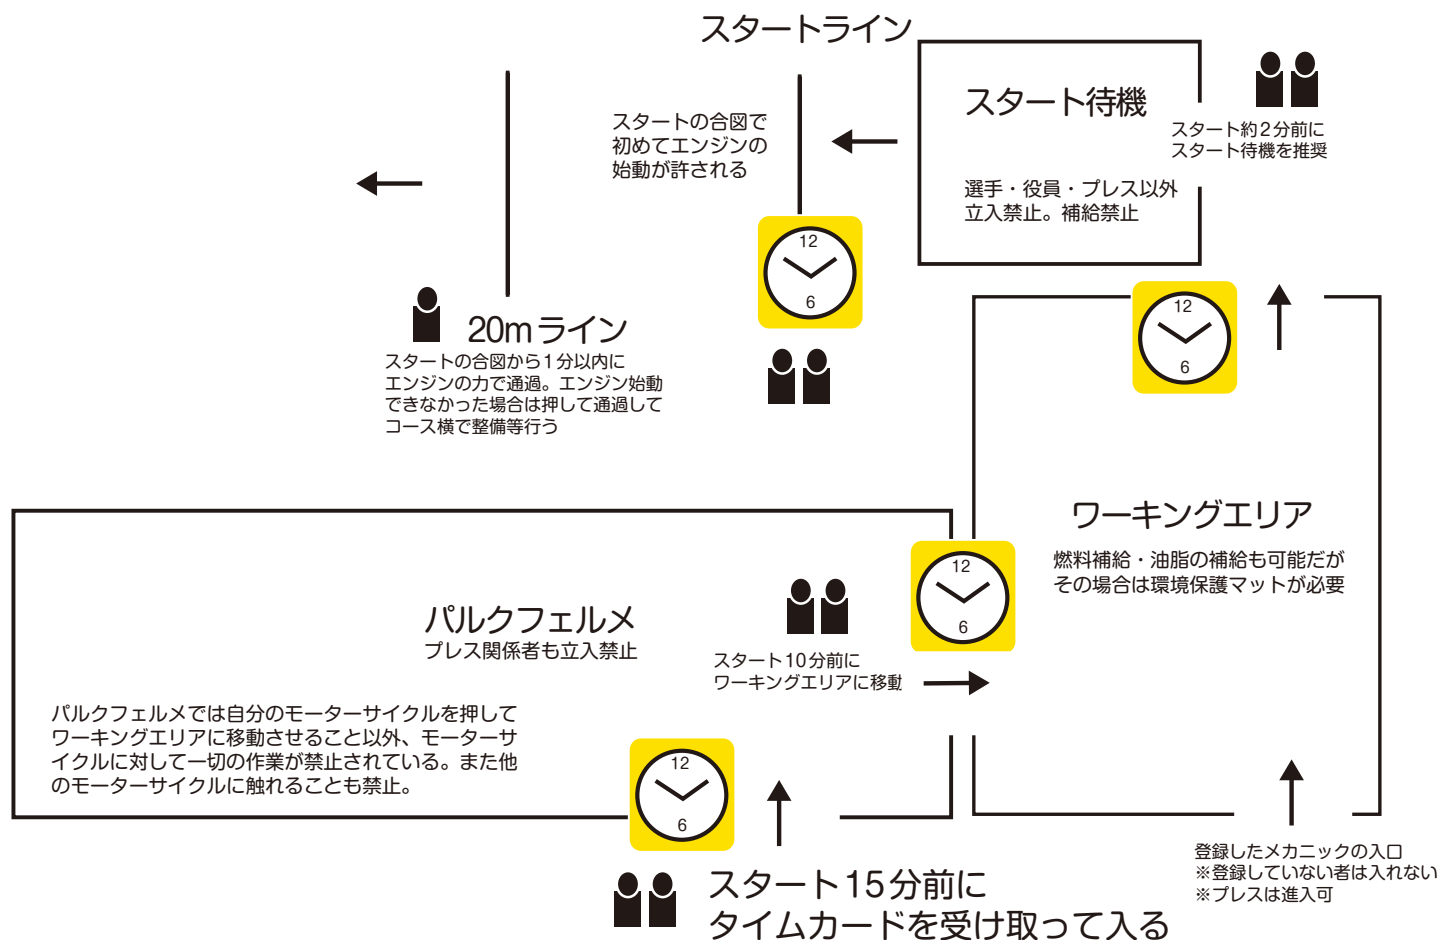 スタートライン
スタートの合図で
初めてエンジンの
始動が許される
スタート待機
選手・役員・プレス以外
立入禁止。補給禁止
スタート約2分前に
スタート待機を推奨
12
6
12
6
20mライン
スタートの合図から1分以内に
エンジンの力で通過。エンジン始動
できなかった場合は押して通過して
コース横で整備等行う
ワーキングエリア
燃料補給・油脂の補給も可能だが
その場合は環境保護マットが必要
12
6
パルクフェルメ
プレス関係者も立入禁止
スタート10分前に
ワーキングエリアに移動
パルクフェルメでは自分のモーターサイクルを押して
ワーキングエリアに移動させること以外、モーターサ
イクルに対して一切の作業が禁止されている。また他
のモーターサイクルに触れることも禁止。
12
6
登録したメカニックの入口
※登録していない者は入れない
※プレスは進入可
スタート15分前に
タイムカードを受け取って入る